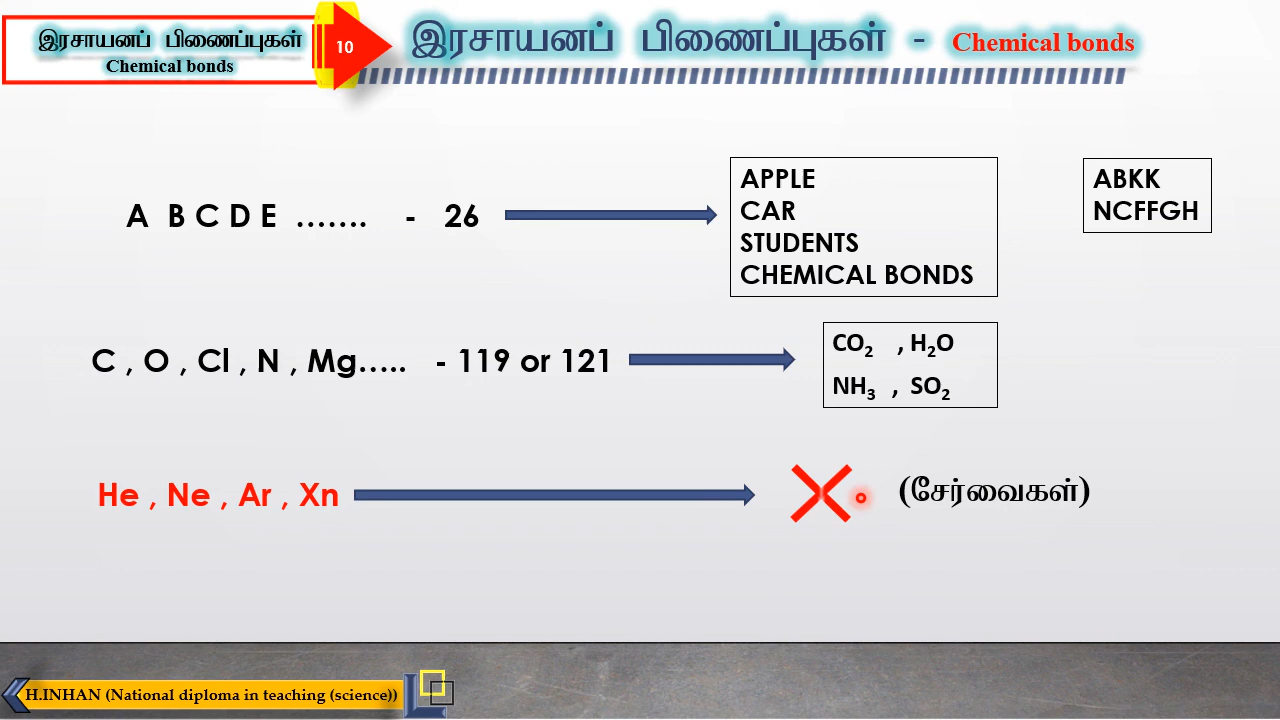 இரசாயனப் பிணைப்புகள்
Chemical bonds
10
இரசாயனப் பிணைப்புகள் - Chemical bonds
A B C D E ....... - 26
APPLE
CAR
STUDENTS
CHEMICAL BONDS
ABKK
NCFFGH
C , O , Cl , N , Mg..... - 119 or 121
CO₂ , H₂O
NH₃ , SO₂
He , Ne , Ar , Xn
(சேர்வைகள்)
H.INHAN (National diploma in teaching (science))